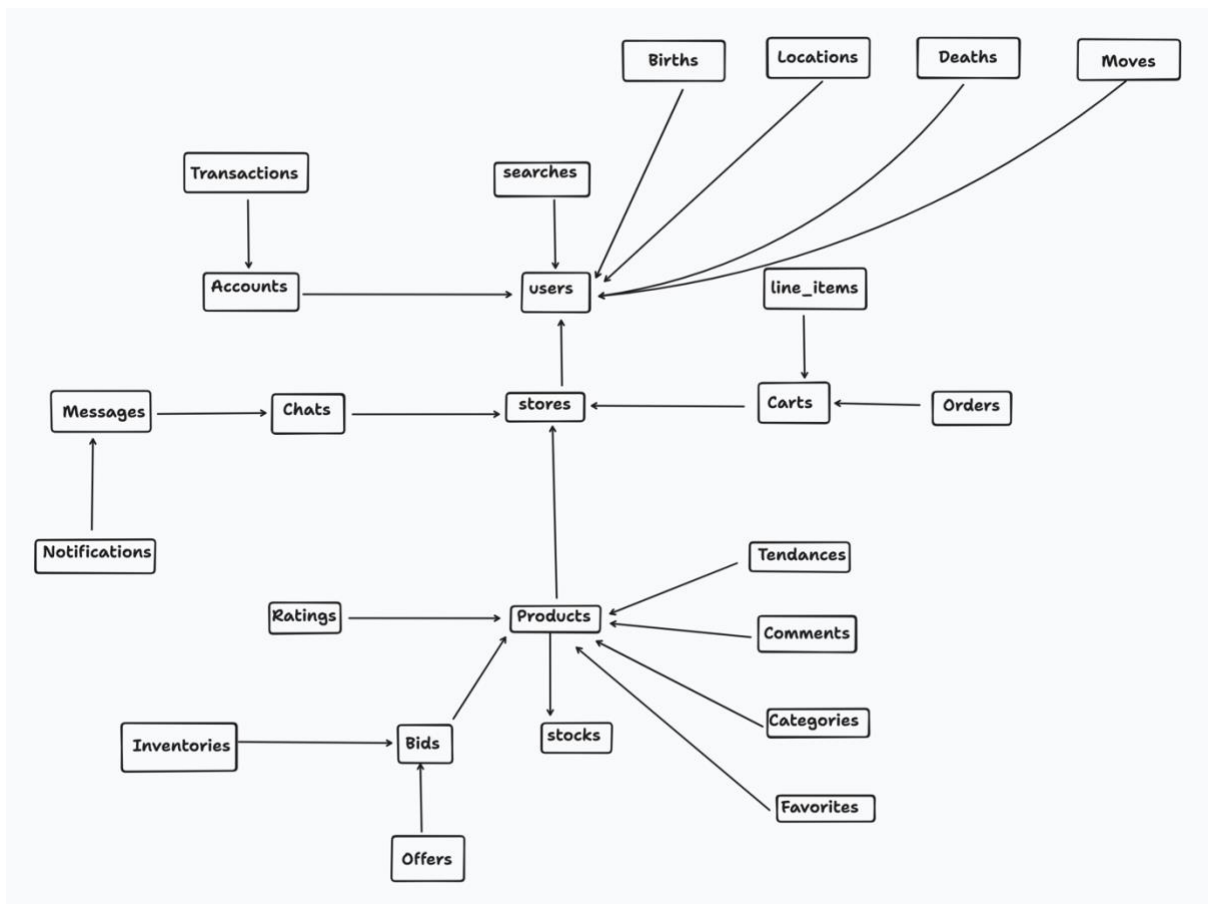 Births
Locations
Deaths
Moves
Transactions
searches
Accounts
users
line_items
Messages
Chats
stores
Carts
Orders
Notifications
Tendances
Ratings
Products
Comments
Categories
Inventories
Bids
stocks
Favorites
Offers